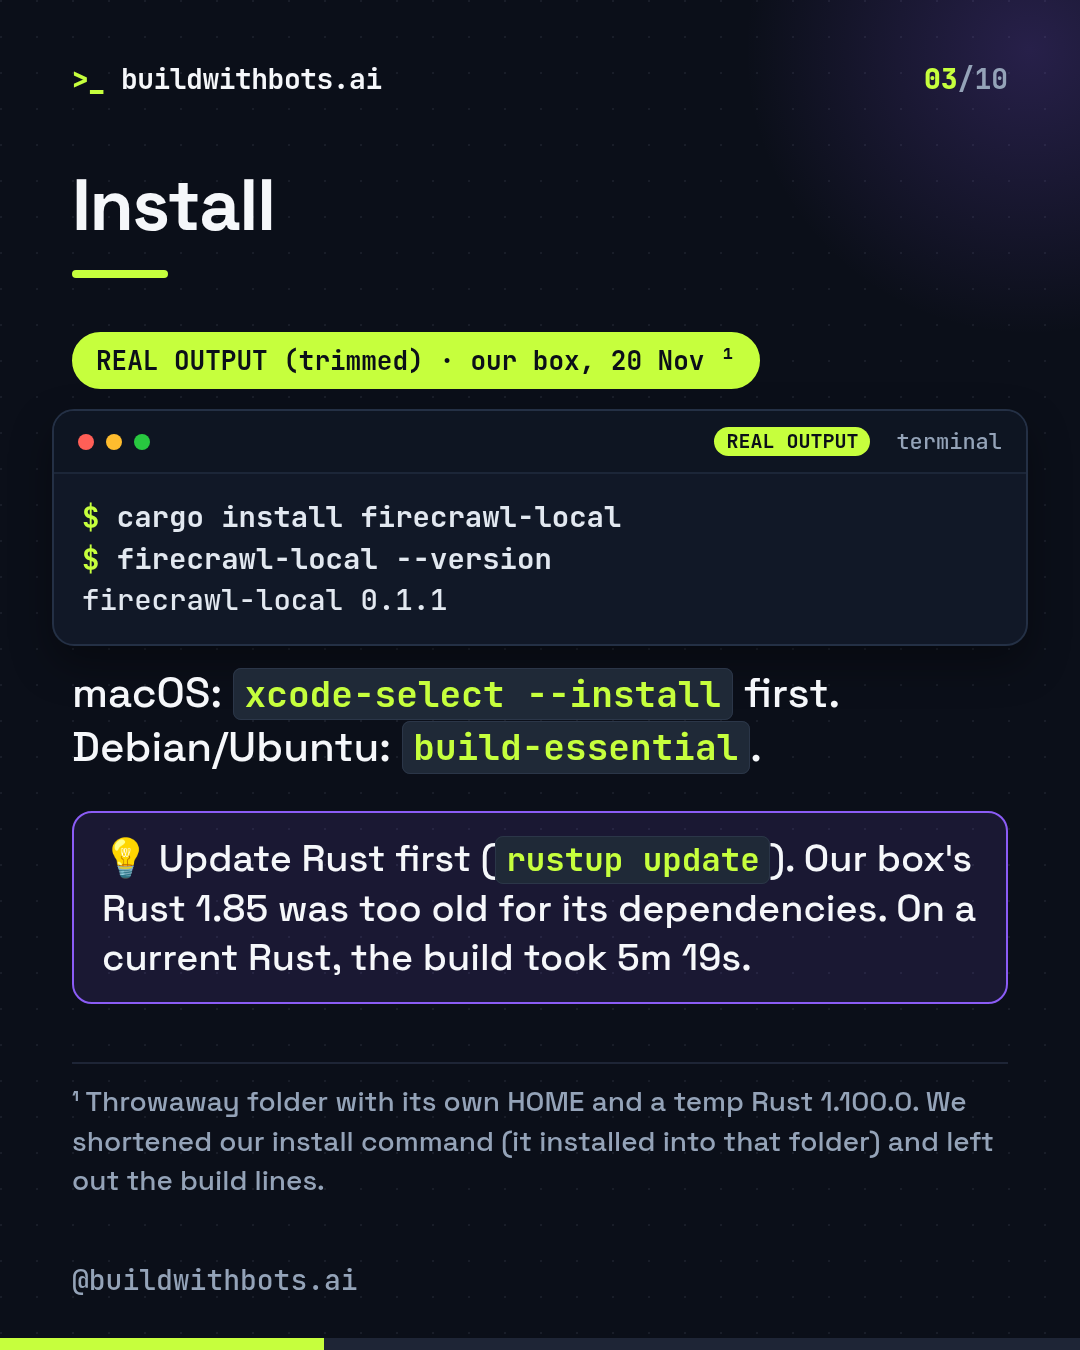 >_ buildwithbots.ai
03/10
Install
REAL OUTPUT (trimmed) · our box, 20 Nov ¹
REAL OUTPUT terminal
$ cargo install firecrawl-local
$ firecrawl-local --version
firecrawl-local 0.1.1
macOS: xcode-select --install first.
Debian/Ubuntu: build-essential.
💡 Update Rust first (rustup update). Our box's
Rust 1.85 was too old for its dependencies. On a
current Rust, the build took 5m 19s.
¹ Throwaway folder with its own HOME and a temp Rust 1.100.0. We
shortened our install command (it installed into that folder) and left
out the build lines.
@buildwithbots.ai